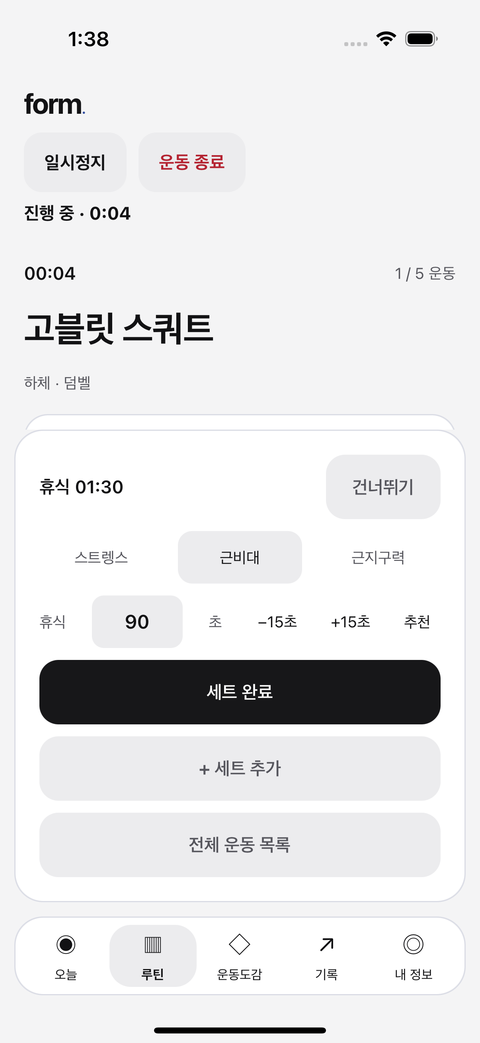 1:38
form.
일시정지 운동 종료
진행 중 · 0:04
00:04 1 / 5 운동
고블릿 스쿼트
하체 · 덤벨
휴식 01:30 건너뛰기
스트렝스 근비대 근지구력
휴식 90 초 −15초 +15초 추천
세트 완료
+ 세트 추가
전체 운동 목록
오늘 루틴 운동도감 기록 내 정보